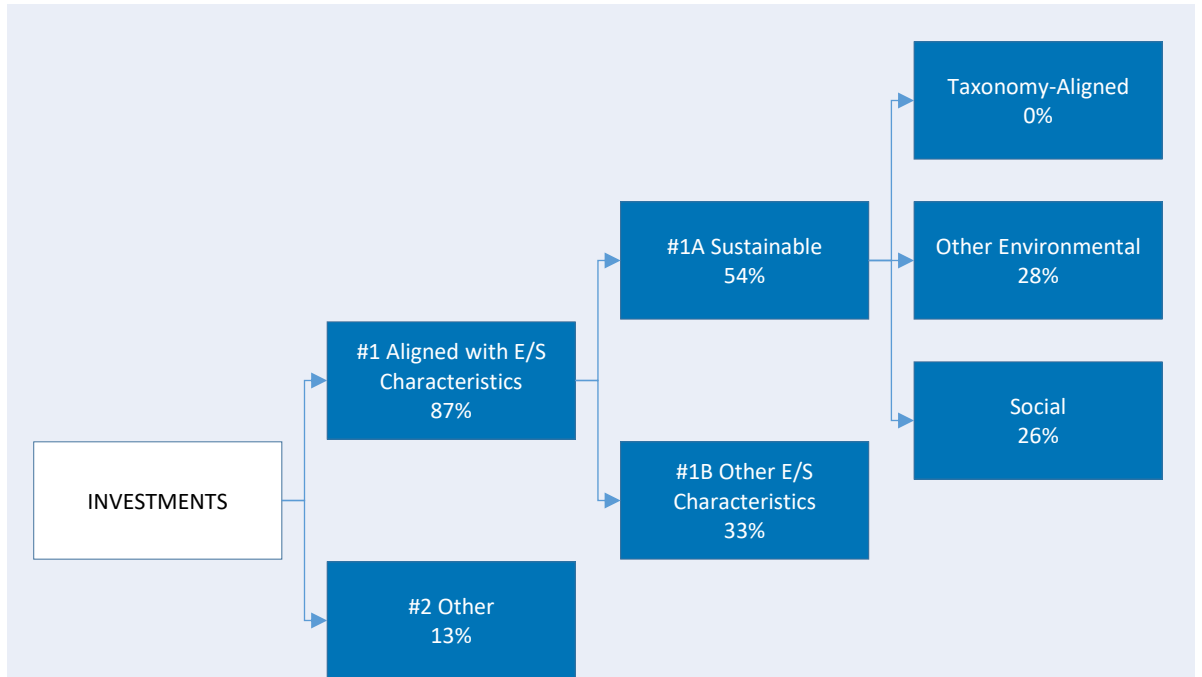 INVESTMENTS
#1 Aligned with E/S
Characteristics
87%
#2 Other
13%
#1A Sustainable
54%
#1B Other E/S
Characteristics
33%
Taxonomy-Aligned
0%
Other Environmental
28%
Social
26%